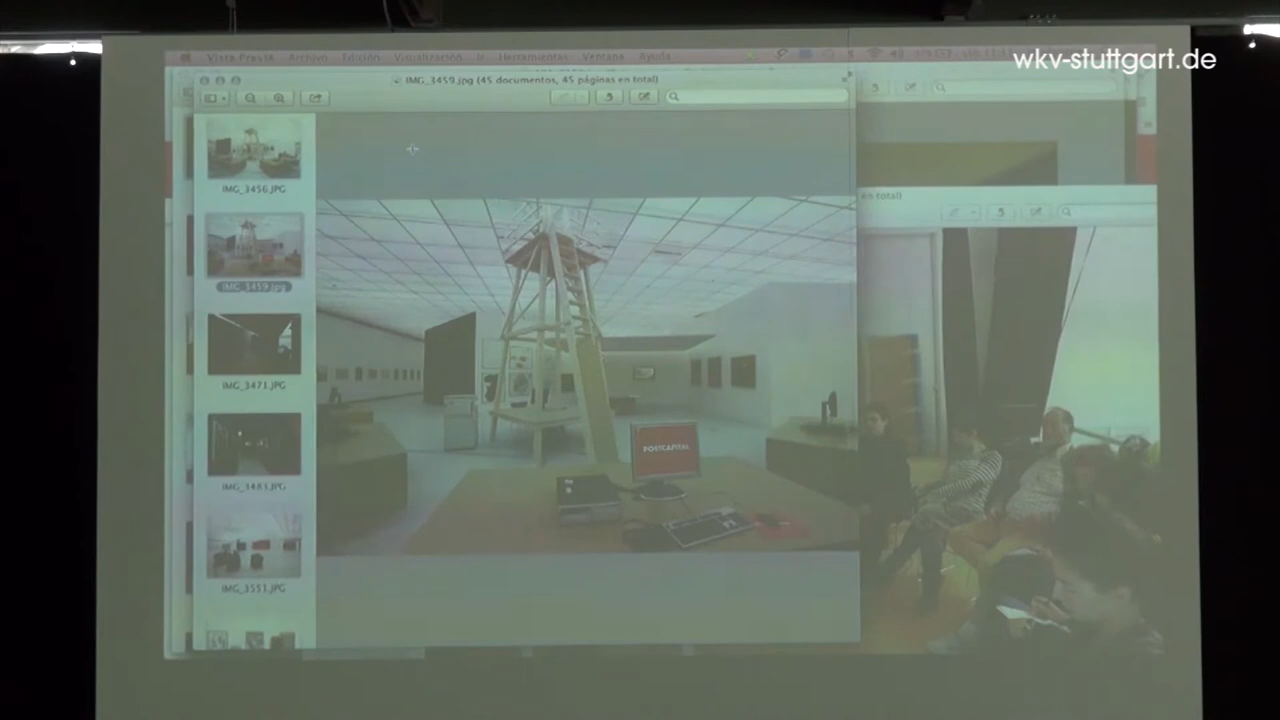 wkv-stuttgart.de
Vista Previa Archivo Edición Visualización Ir Herramientas Ventana Ayuda
IMG_3459.jpg (45 documentos, 45 páginas en total)
IMG_3456.JPG
en total)
IMG_3459.jpg
IMG_3471.JPG
POSTCAPITAL
IMG_3483.JPG
IMG_3551.JPG